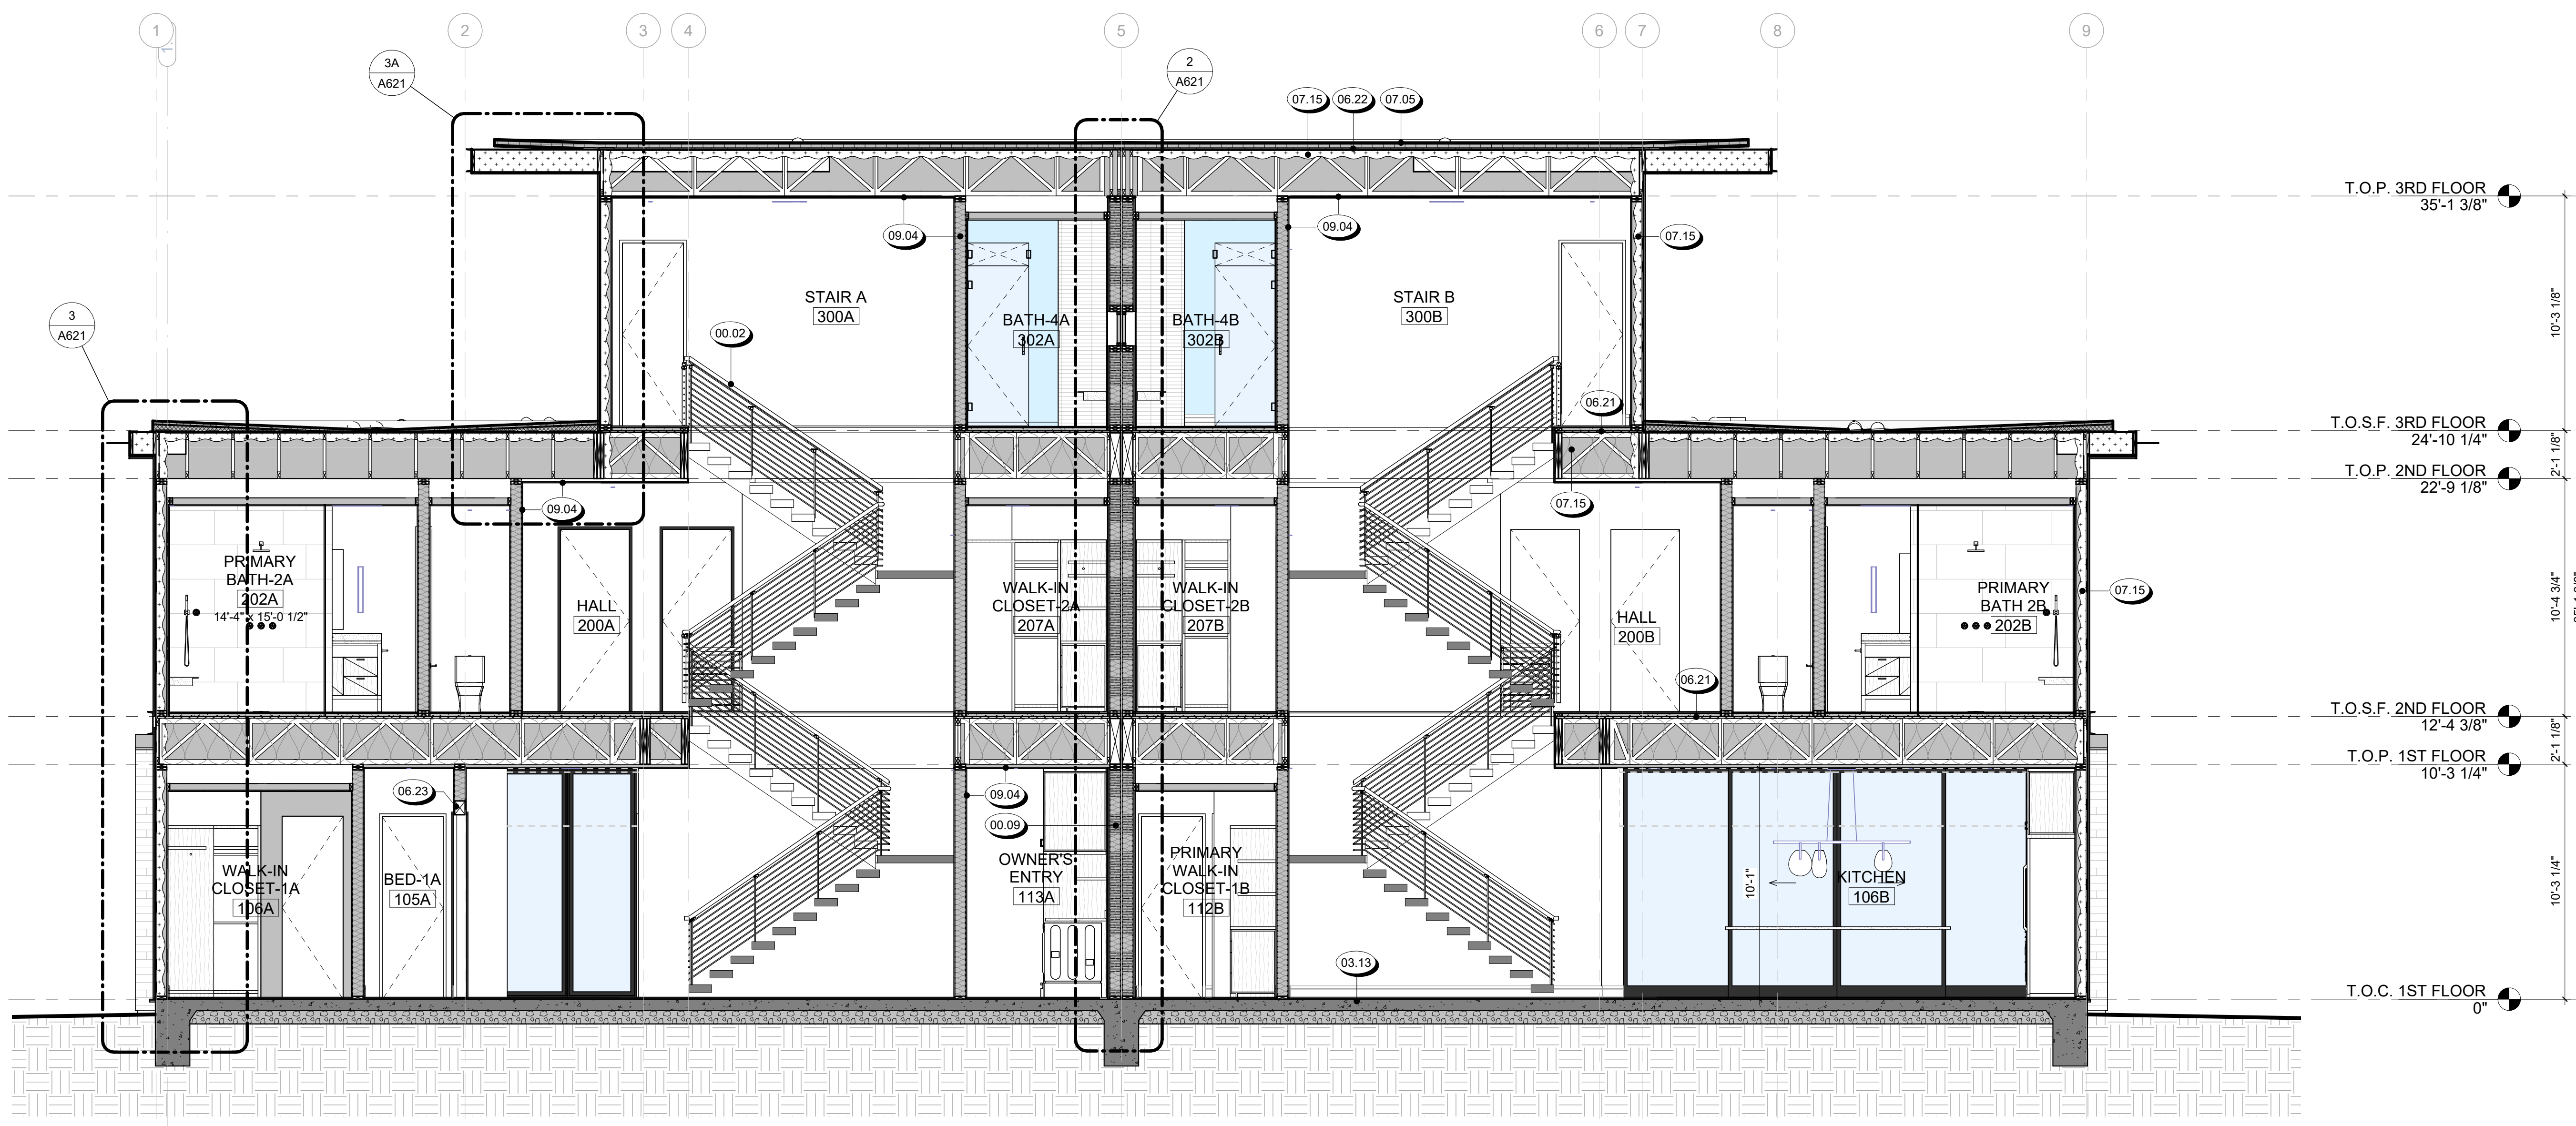 1
2
3
4
5
6
7
8
9
3A
A621
2
A621
07.15
06.22
07.05
T.O.P. 3RD FLOOR
35'-1 3/8"
09.04
09.04
07.15
10'-3 1/8"
STAIR A
300A
STAIR B
300B
3
A621
00.02
BATH-4A
302A
BATH-4B
302B
06.21
T.O.S.F. 3RD FLOOR
24'-10 1/4"
2'-1 1/8"
T.O.P. 2ND FLOOR
22'-9 1/8"
09.04
07.15
PRIMARY
BATH-2A
202A
14'-4" x 15'-0 1/2"
HALL
200A
WALK-IN
CLOSET-2A
207A
WALK-IN
CLOSET-2B
207B
HALL
200B
PRIMARY
BATH 2B
202B
07.15
10'-4 3/4"
06.21
T.O.S.F. 2ND FLOOR
12'-4 3/8"
2'-1 1/8"
T.O.P. 1ST FLOOR
10'-3 1/4"
06.23
09.04
00.09
WALK-IN
CLOSET-1A
106A
BED-1A
105A
OWNER'S
ENTRY
113A
PRIMARY
WALK-IN
CLOSET-1B
112B
10'-1"
KITCHEN
106B
10'-3 1/4"
03.13
T.O.C. 1ST FLOOR
0"